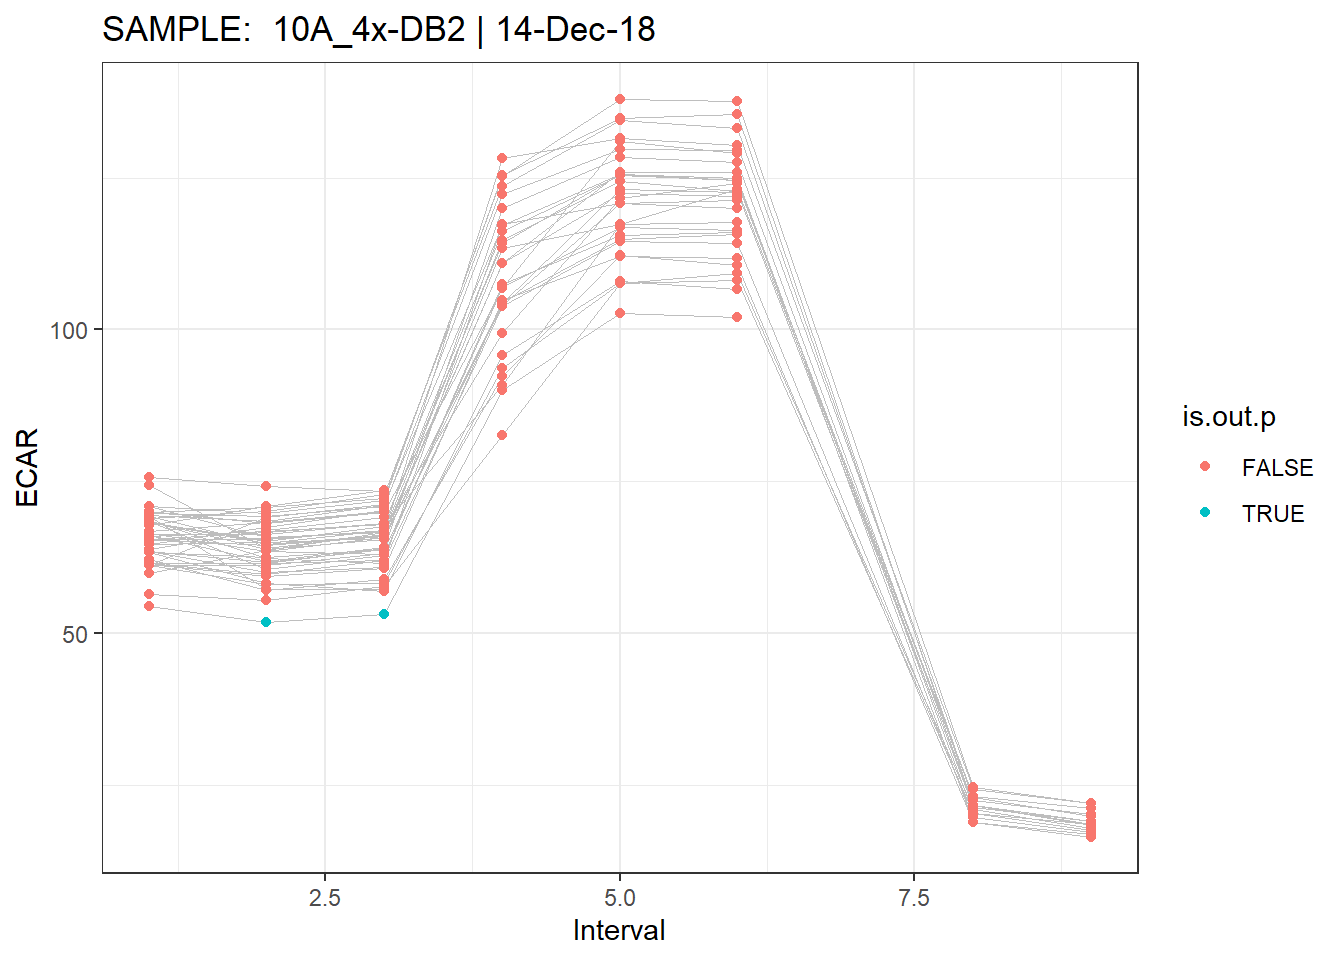 SAMPLE:  10A_4x-DB2 | 14-Dec-18
ECAR
100
50
2.5
5.0
7.5
Interval
is.out.p
FALSE
TRUE